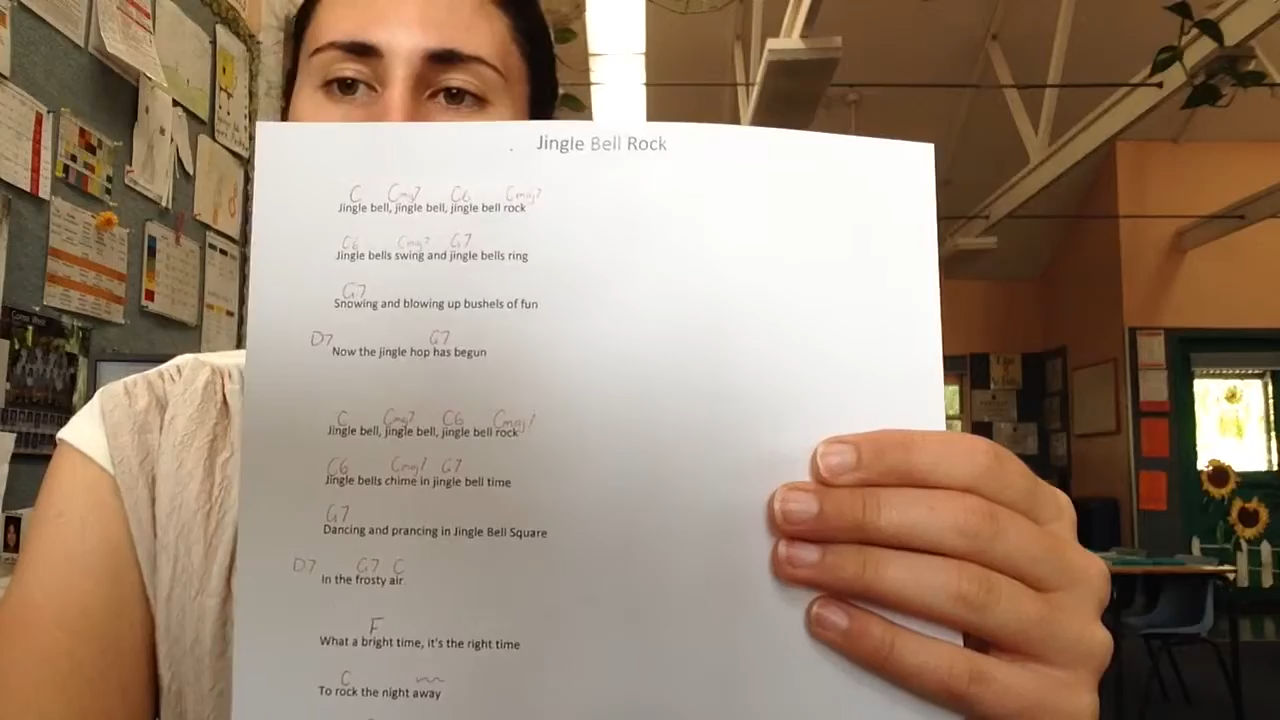 Jingle Bell Rock
C Cmaj7 C6 Cmaj7
Jingle bell, jingle bell, jingle bell rock
C6 Cmaj7 G7
Jingle bells swing and jingle bells ring
G7
Snowing and blowing up bushels of fun
D7 G7
Now the jingle hop has begun
C Cmaj7 C6 Cmaj7
Jingle bell, jingle bell, jingle bell rock
C6 Cmaj7 G7
Jingle bells chime in jingle bell time
G7
Dancing and prancing in Jingle Bell Square
D7 G7 C
In the frosty air.
F
What a bright time, it's the right time
C
To rock the night away